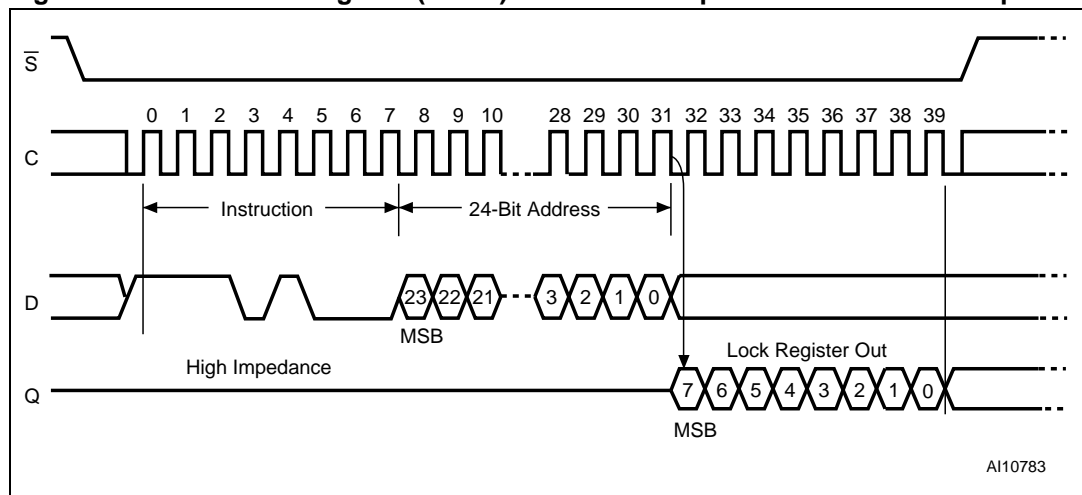 S
0 1 2 3 4 5 6 7 8 9 10 28 29 30 31 32 33 34 35 36 37 38 39
C
Instruction 24-Bit Address
D 23 22 21 3 2 1 0
MSB
High Impedance Lock Register Out
Q 7 6 5 4 3 2 1 0
MSB
AI10783